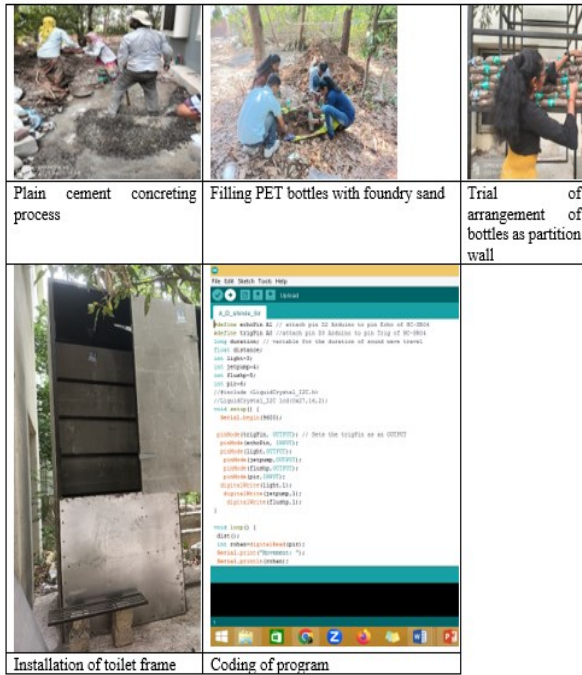 Plain cement concreting
process
Filling PET bottles with foundry sand
Trial of
arrangement of
bottles as partition
wall
File Edit Sketch Tools Help
Upload
#define echoPin A1 // attach pin D2 Arduino to pin Echo of HC-SR04
#define trigPin A0 //attach pin D3 Arduino to pin Trig of HC-SR04
long duration; // variable for the duration of sound wave travel
float distance;
int light=3;
int jetpump=4;
int flushp=5;
int pir=6;
//#include <LiquidCrystal_I2C.h>
//LiquidCrystal_I2C lcd(0x27,16,2);
void setup() {
Serial.begin(9600);
pinMode(trigPin, OUTPUT); // Sets the trigPin as an OUTPUT
pinMode(echoPin, INPUT);
pinMode(light,OUTPUT);
pinMode(jetpump,OUTPUT);
pinMode(flushp,OUTPUT);
pinMode(pir,INPUT);
digitalWrite(light,1);
digitalWrite(jetpump,1);
digitalWrite(flushp,1);
}
void loop() {
dist();
int rohan=digitalRead(pir);
Serial.print("Movement: ");
Serial.println(rohan);
Installation of toilet frame
Coding of program